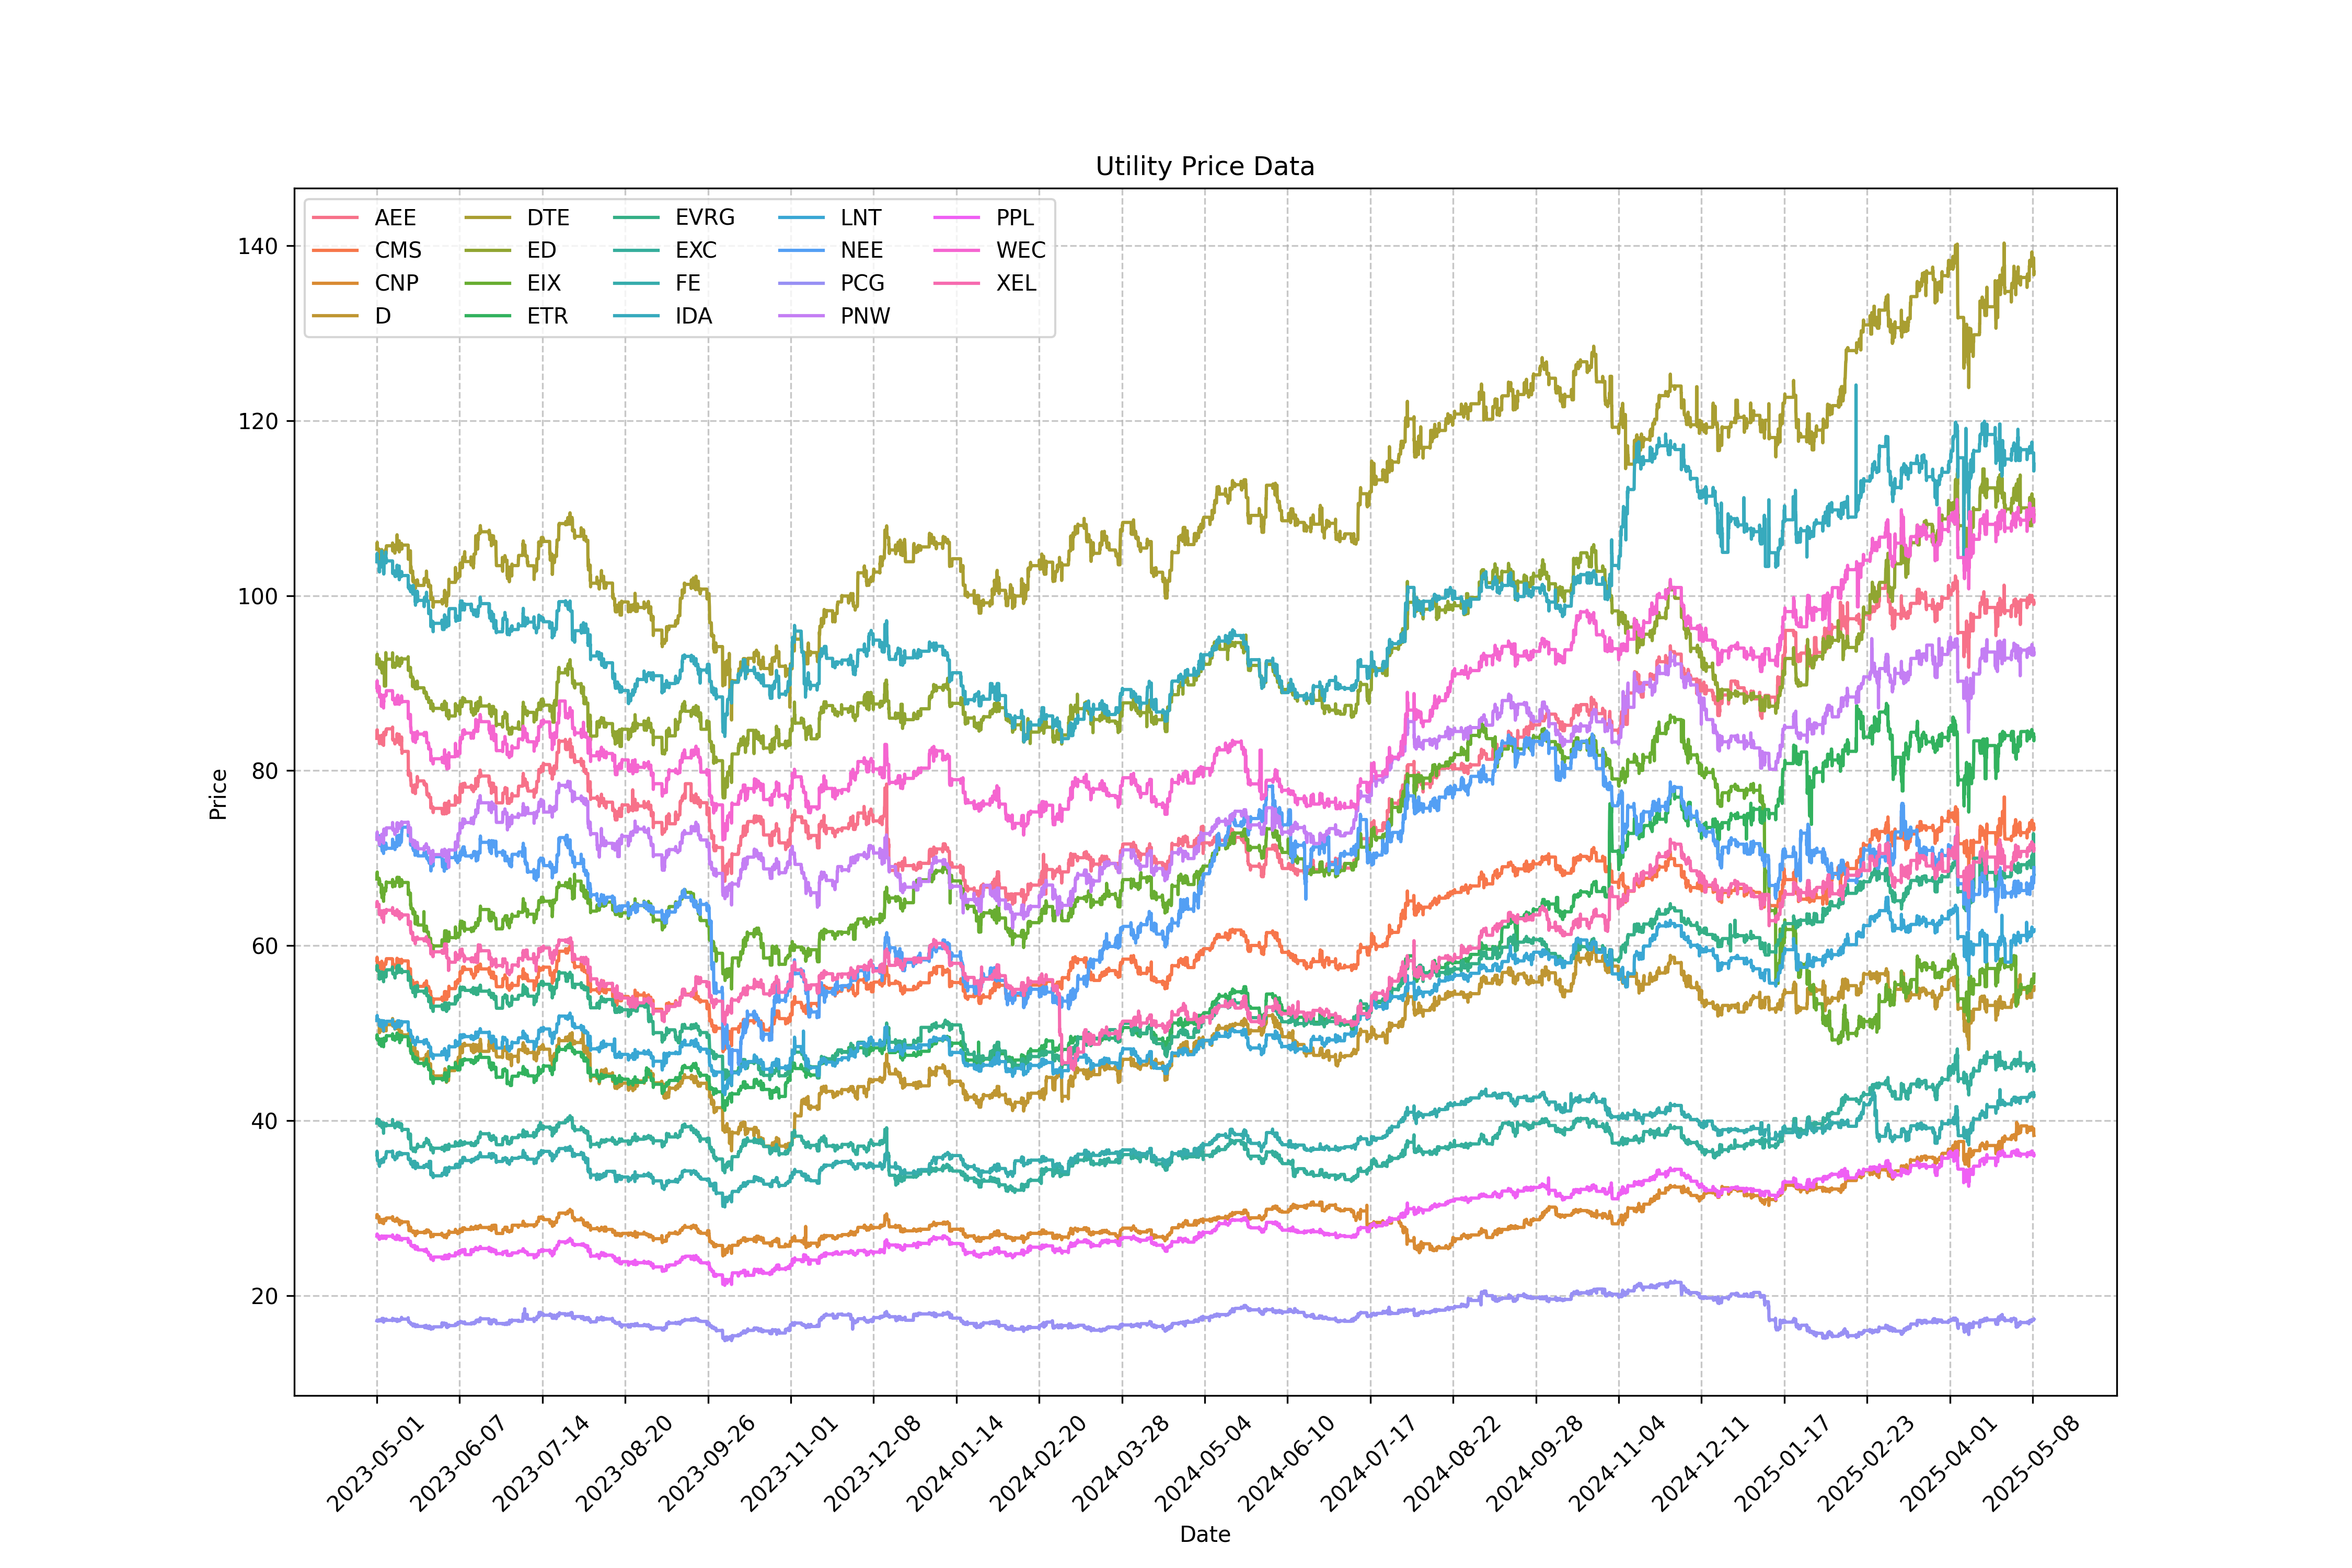 Utility Price Data
AEE
CMS
CNP
D
DTE
ED
EIX
ETR
EVRG
EXC
FE
IDA
LNT
NEE
PCG
PNW
PPL
WEC
XEL
Price
140
120
100
80
60
40
20
2023-05-01
2023-06-07
2023-07-14
2023-08-20
2023-09-26
2023-11-01
2023-12-08
2024-01-14
2024-02-20
2024-03-28
2024-05-04
2024-06-10
2024-07-17
2024-08-22
2024-09-28
2024-11-04
2024-12-11
2025-01-17
2025-02-23
2025-04-01
2025-05-08
Date